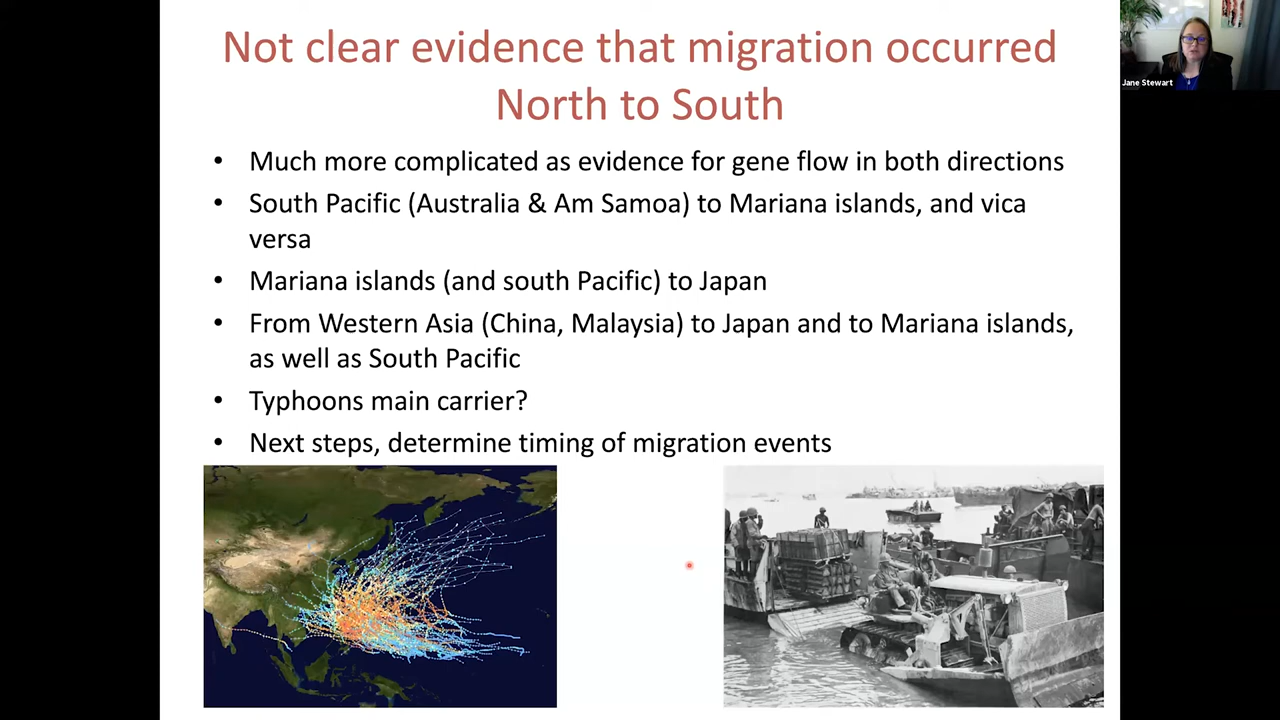 Not clear evidence that migration occurred
North to South
• Much more complicated as evidence for gene flow in both directions
• South Pacific (Australia & Am Samoa) to Mariana islands, and vica
versa
• Mariana islands (and south Pacific) to Japan
• From Western Asia (China, Malaysia) to Japan and to Mariana islands,
as well as South Pacific
• Typhoons main carrier?
• Next steps, determine timing of migration events
Jane Stewart